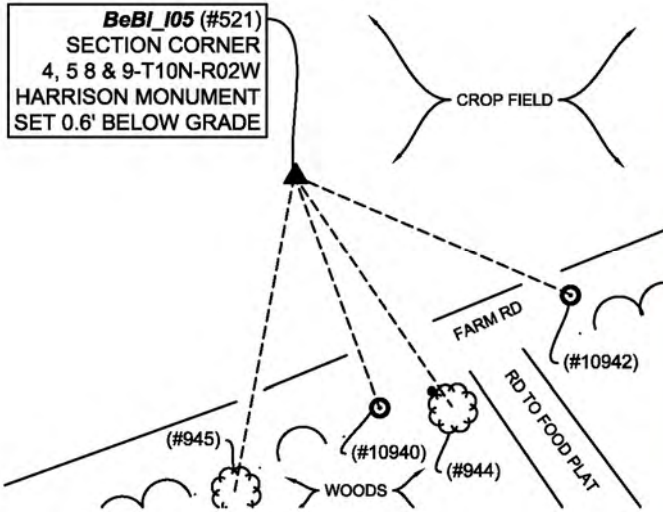 BeBl_I05 (#521)
SECTION CORNER
4, 5 8 & 9-T10N-R02W
HARRISON MONUMENT
SET 0.6' BELOW GRADE
CROP FIELD
FARM RD
(#10942)
RD TO FOOD PLAT
(#945)
(#10940)
(#944)
WOODS